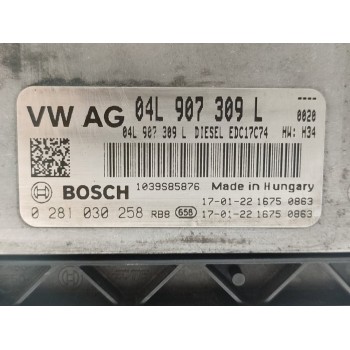 VW AG 04L 907 309 L 0020
04L 907 309 L DIESEL EDC17C74 HW: H34
BOSCH 1039S85876 Made in Hungary
17-01-22 1675 0863
0 281 030 258 RB8 658 17-01-22 1675 0863